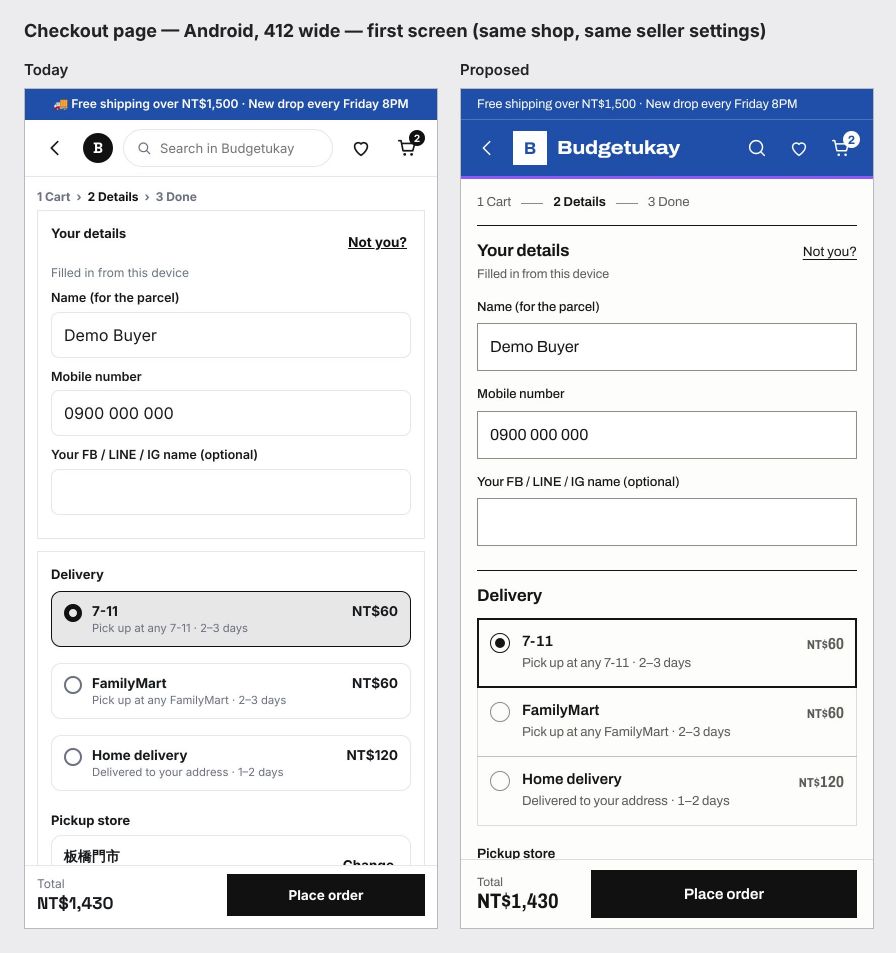 Checkout page — Android, 412 wide — first screen (same shop, same seller settings)
Today
🚚 Free shipping over NT$1,500 · New drop every Friday 8PM
B
Search in Budgetukay
2
1 Cart › 2 Details › 3 Done
Your details
Not you?
Filled in from this device
Name (for the parcel)
Demo Buyer
Mobile number
0900 000 000
Your FB / LINE / IG name (optional)
Delivery
7-11 NT$60
Pick up at any 7-11 · 2–3 days
FamilyMart NT$60
Pick up at any FamilyMart · 2–3 days
Home delivery NT$120
Delivered to your address · 1–2 days
Pickup store
板橋門市
Change
Total
NT$1,430
Place order
Proposed
Free shipping over NT$1,500 · New drop every Friday 8PM
B Budgetukay
2
1 Cart — 2 Details — 3 Done
Your details
Not you?
Filled in from this device
Name (for the parcel)
Demo Buyer
Mobile number
0900 000 000
Your FB / LINE / IG name (optional)
Delivery
7-11 NT$60
Pick up at any 7-11 · 2–3 days
FamilyMart NT$60
Pick up at any FamilyMart · 2–3 days
Home delivery NT$120
Delivered to your address · 1–2 days
Pickup store
Total
NT$1,430
Place order